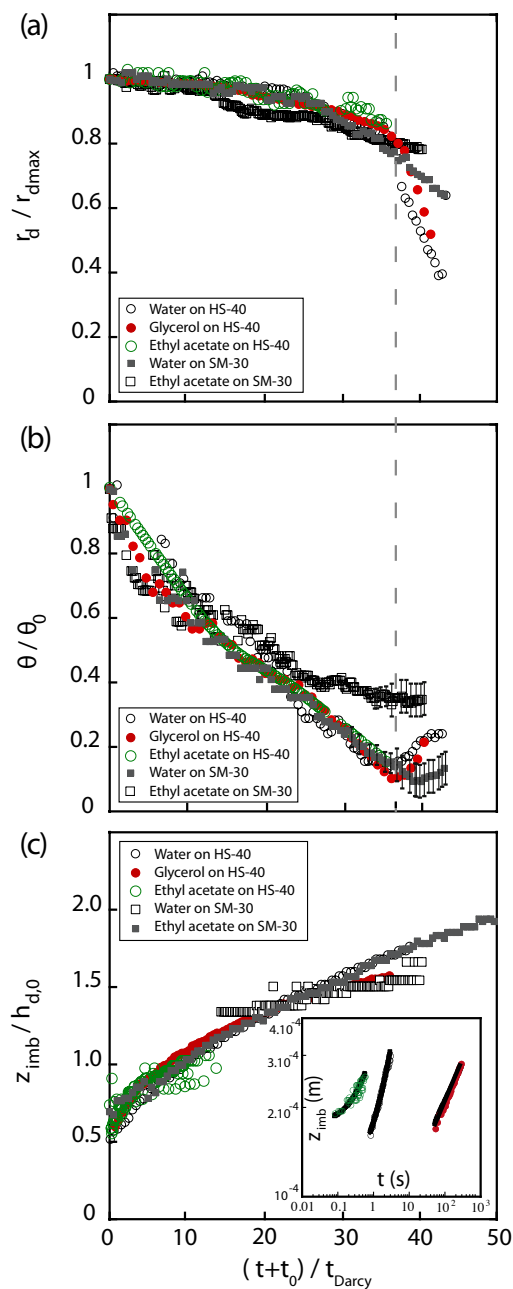 (a)
1
0.8
0.6
0.4
0.2
0
r_d / r_dmax
Water on HS-40
Glycerol on HS-40
Ethyl acetate on HS-40
Water on SM-30
Ethyl acetate on SM-30
0 10 20 30 40 50
(b)
1
0.8
0.6
0.4
0.2
0
θ / θ_0
Water on HS-40
Glycerol on HS-40
Ethyl acetate on HS-40
Water on SM-30
Ethyl acetate on SM-30
(c)
2.0
1.5
1.0
0.5
0
z_imb / h_d,0
Water on HS-40
Glycerol on HS-40
Ethyl acetate on HS-40
Water on SM-30
Ethyl acetate on SM-30
4.10^-4
3.10^-4
2.10^-4
10^-4
z_imb (m)
t (s)
0.01 0.1 1 10 10^2 10^3
0 10 20 30 40 50
(t+t_0) / t_Darcy